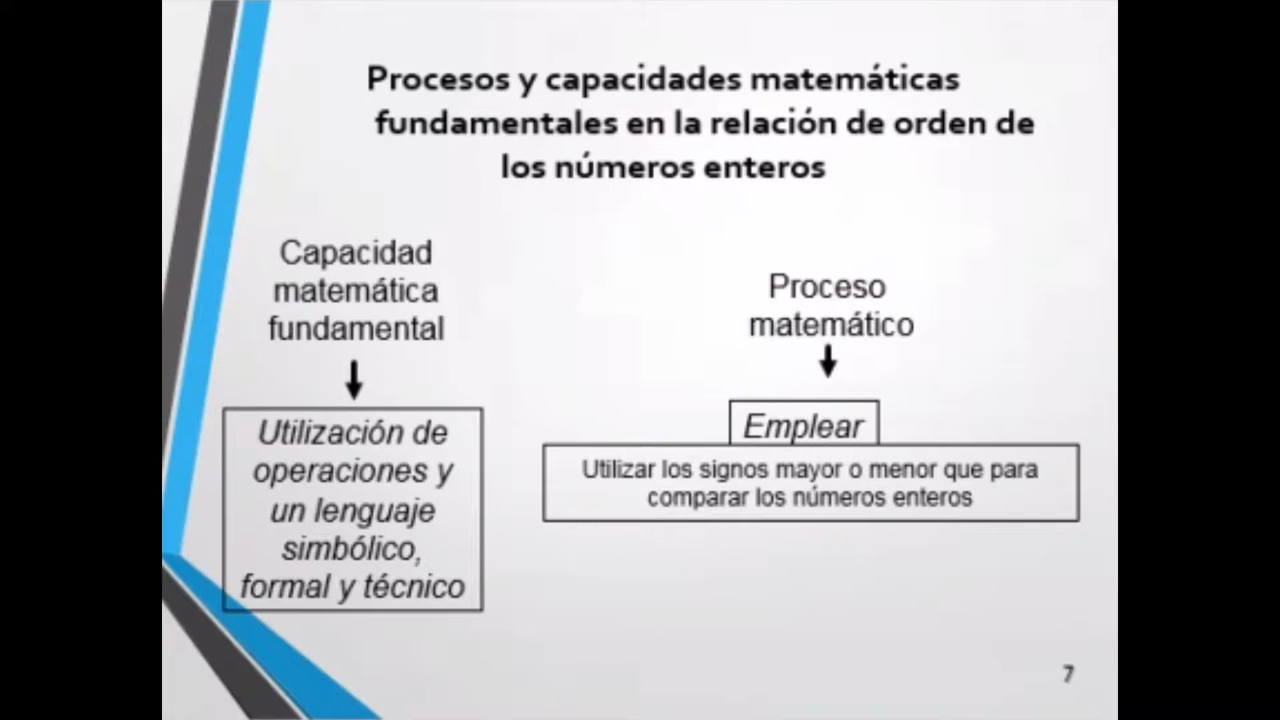 Procesos y capacidades matemáticas
fundamentales en la relación de orden de
los números enteros
Capacidad
matemática
fundamental
Utilización de
operaciones y
un lenguaje
simbólico,
formal y técnico
Proceso
matemático
Emplear
Utilizar los signos mayor o menor que para
comparar los números enteros
7